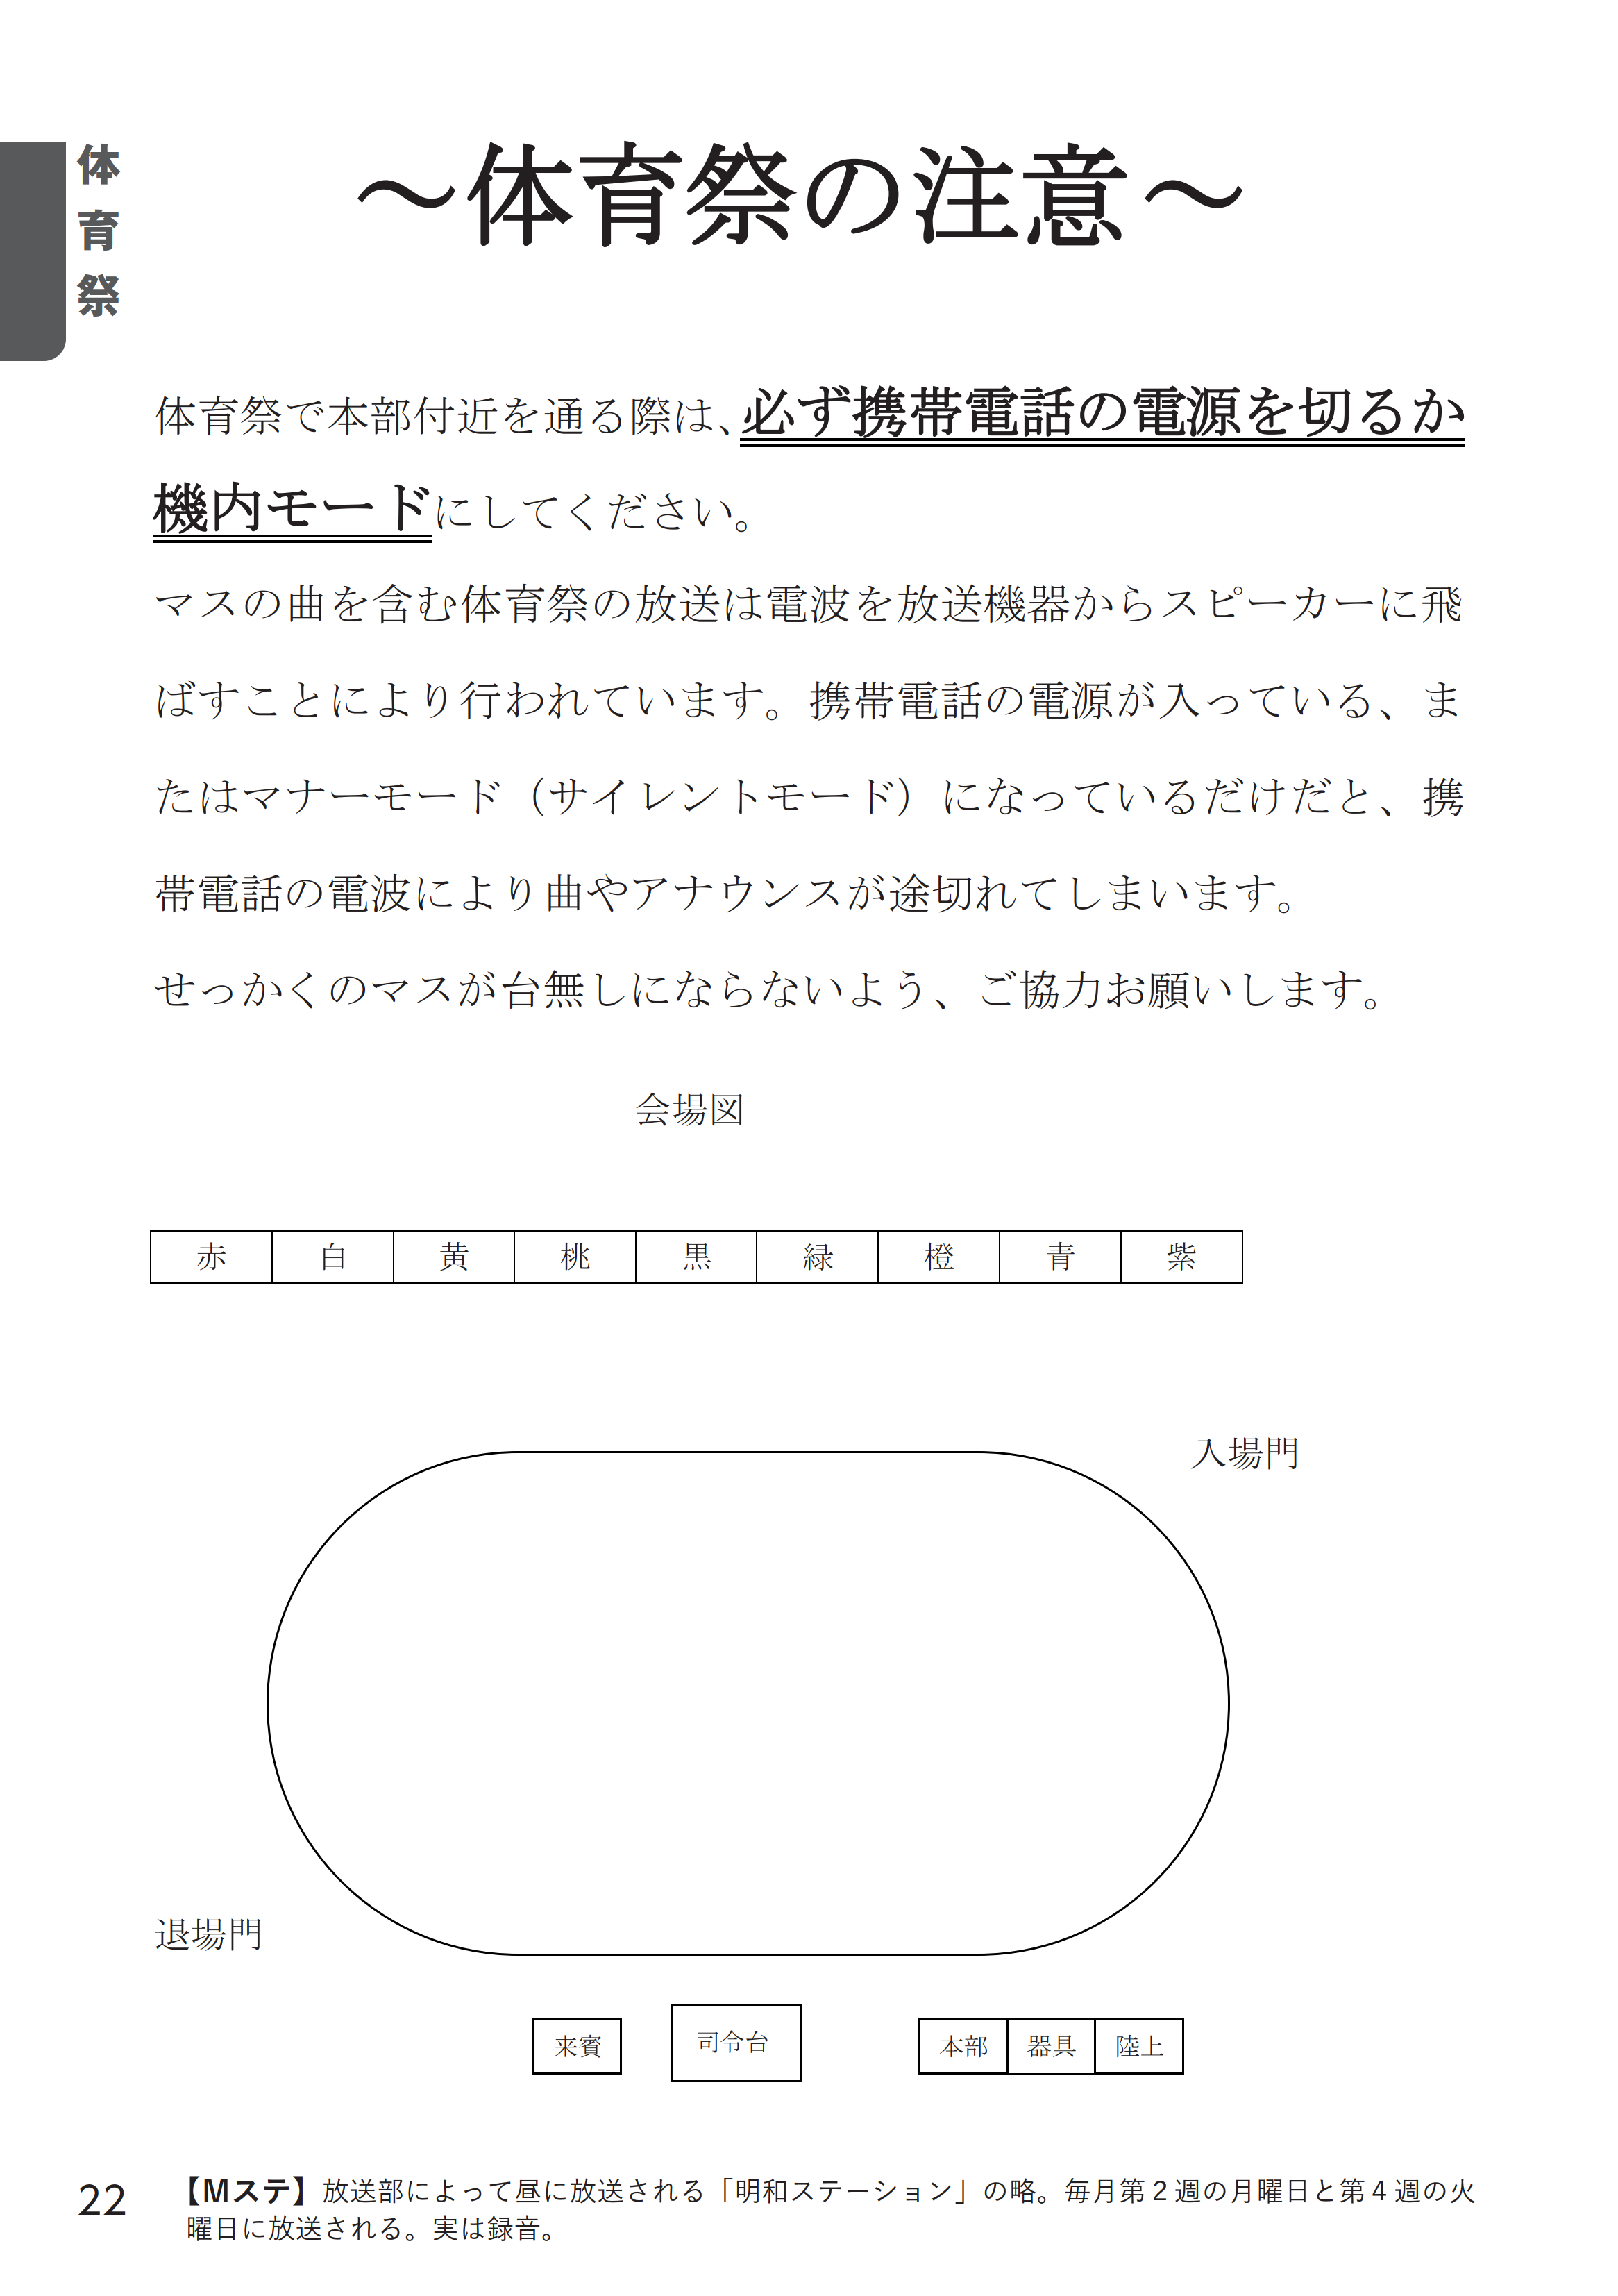 体育祭
～体育祭の注意～
体育祭で本部付近を通る際は、必ず携帯電話の電源を切るか
機内モードにしてください。
マスの曲を含む体育祭の放送は電波を放送機器からスピーカーに飛
ばすことにより行われています。携帯電話の電源が入っている、ま
たはマナーモード（サイレントモード）になっているだけだと、携
帯電話の電波により曲やアナウンスが途切れてしまいます。
せっかくのマスが台無しにならないよう、ご協力お願いします。
会場図
赤 白 黄 桃 黒 緑 橙 青 紫
入場門
退場門
来賓 司令台 本部 器具 陸上
22
【Mステ】放送部によって昼に放送される「明和ステーション」の略。毎月第２週の月曜日と第４週の火
曜日に放送される。実は録音。